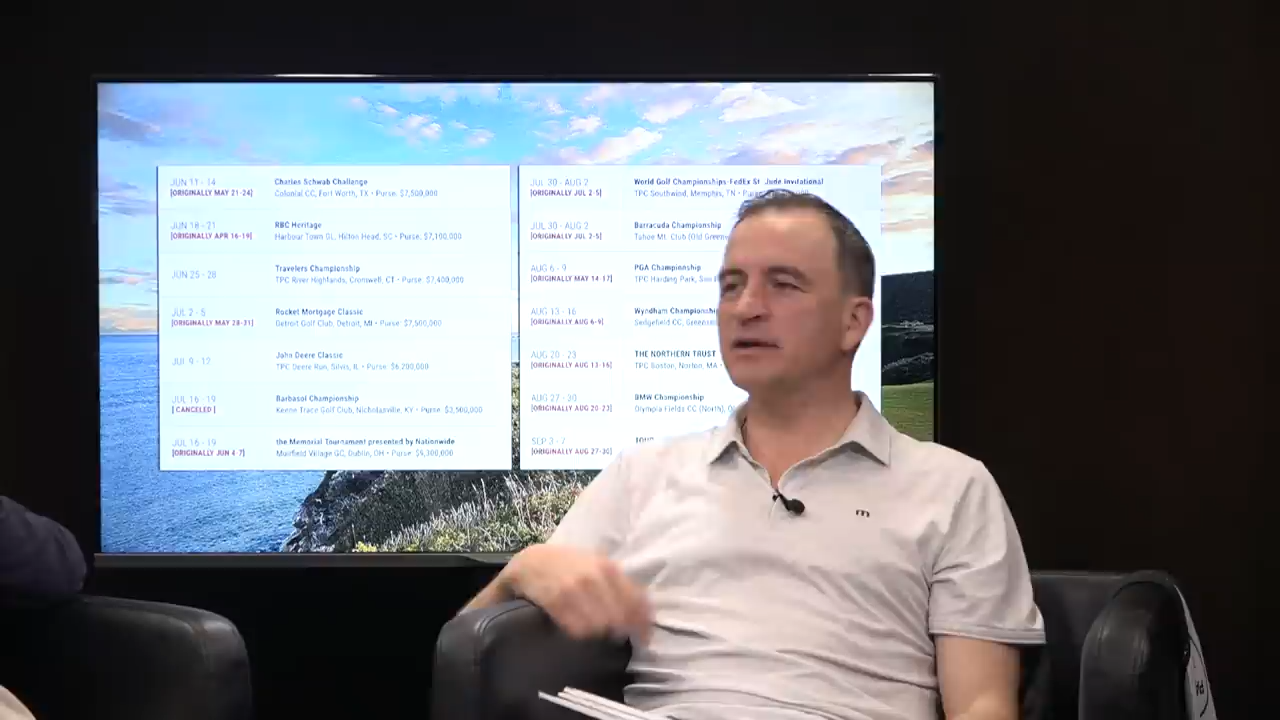 JUN 11 - 14
[ORIGINALLY MAY 21-24]
Charles Schwab Challenge
Colonial CC, Fort Worth, TX • Purse: $7,500,000
JUN 18 - 21
[ORIGINALLY APR 16-19]
RBC Heritage
Harbour Town GL, Hilton Head, SC • Purse: $7,100,000
JUN 25 - 28
Travelers Championship
TPC River Highlands, Cromwell, CT • Purse: $7,400,000
JUL 2 - 5
[ORIGINALLY MAY 28-31]
Rocket Mortgage Classic
Detroit Golf Club, Detroit, MI • Purse: $7,500,000
JUL 9 - 12
John Deere Classic
TPC Deere Run, Silvis, IL • Purse: $6,200,000
JUL 16 - 19
[ CANCELED ]
Barbasol Championship
Keene Trace Golf Club, Nicholasville, KY • Purse: $3,500,000
JUL 16 - 19
[ORIGINALLY JUN 4-7]
the Memorial Tournament presented by Nationwide
Muirfield Village GC, Dublin, OH • Purse: $9,300,000
JUL 30 - AUG 2
[ORIGINALLY JUL 2-5]
World Golf Championships-FedEx St. Jude Invitational
TPC Southwind, Memphis, TN •
JUL 30 - AUG 2
[ORIGINALLY JUL 2-5]
Barracuda Championship
Tahoe Mt. Club (Old
AUG 6 - 9
[ORIGINALLY MAY 14-17]
PGA Championship
TPC Harding Park,
AUG 13 - 16
[ORIGINALLY AUG 6-9]
Wyndham
Sedgefield CC,
AUG 20 - 23
[ORIGINALLY AUG 13-16]
THE NORTHERN TRUST
TPC Boston, Norton, MA •
AUG 27 - 30
[ORIGINALLY AUG 20-23]
BMW Championship
Olympia Fields CC (North),
SEP 3 - 7
[ORIGINALLY AUG 27-30]
TOUR
m